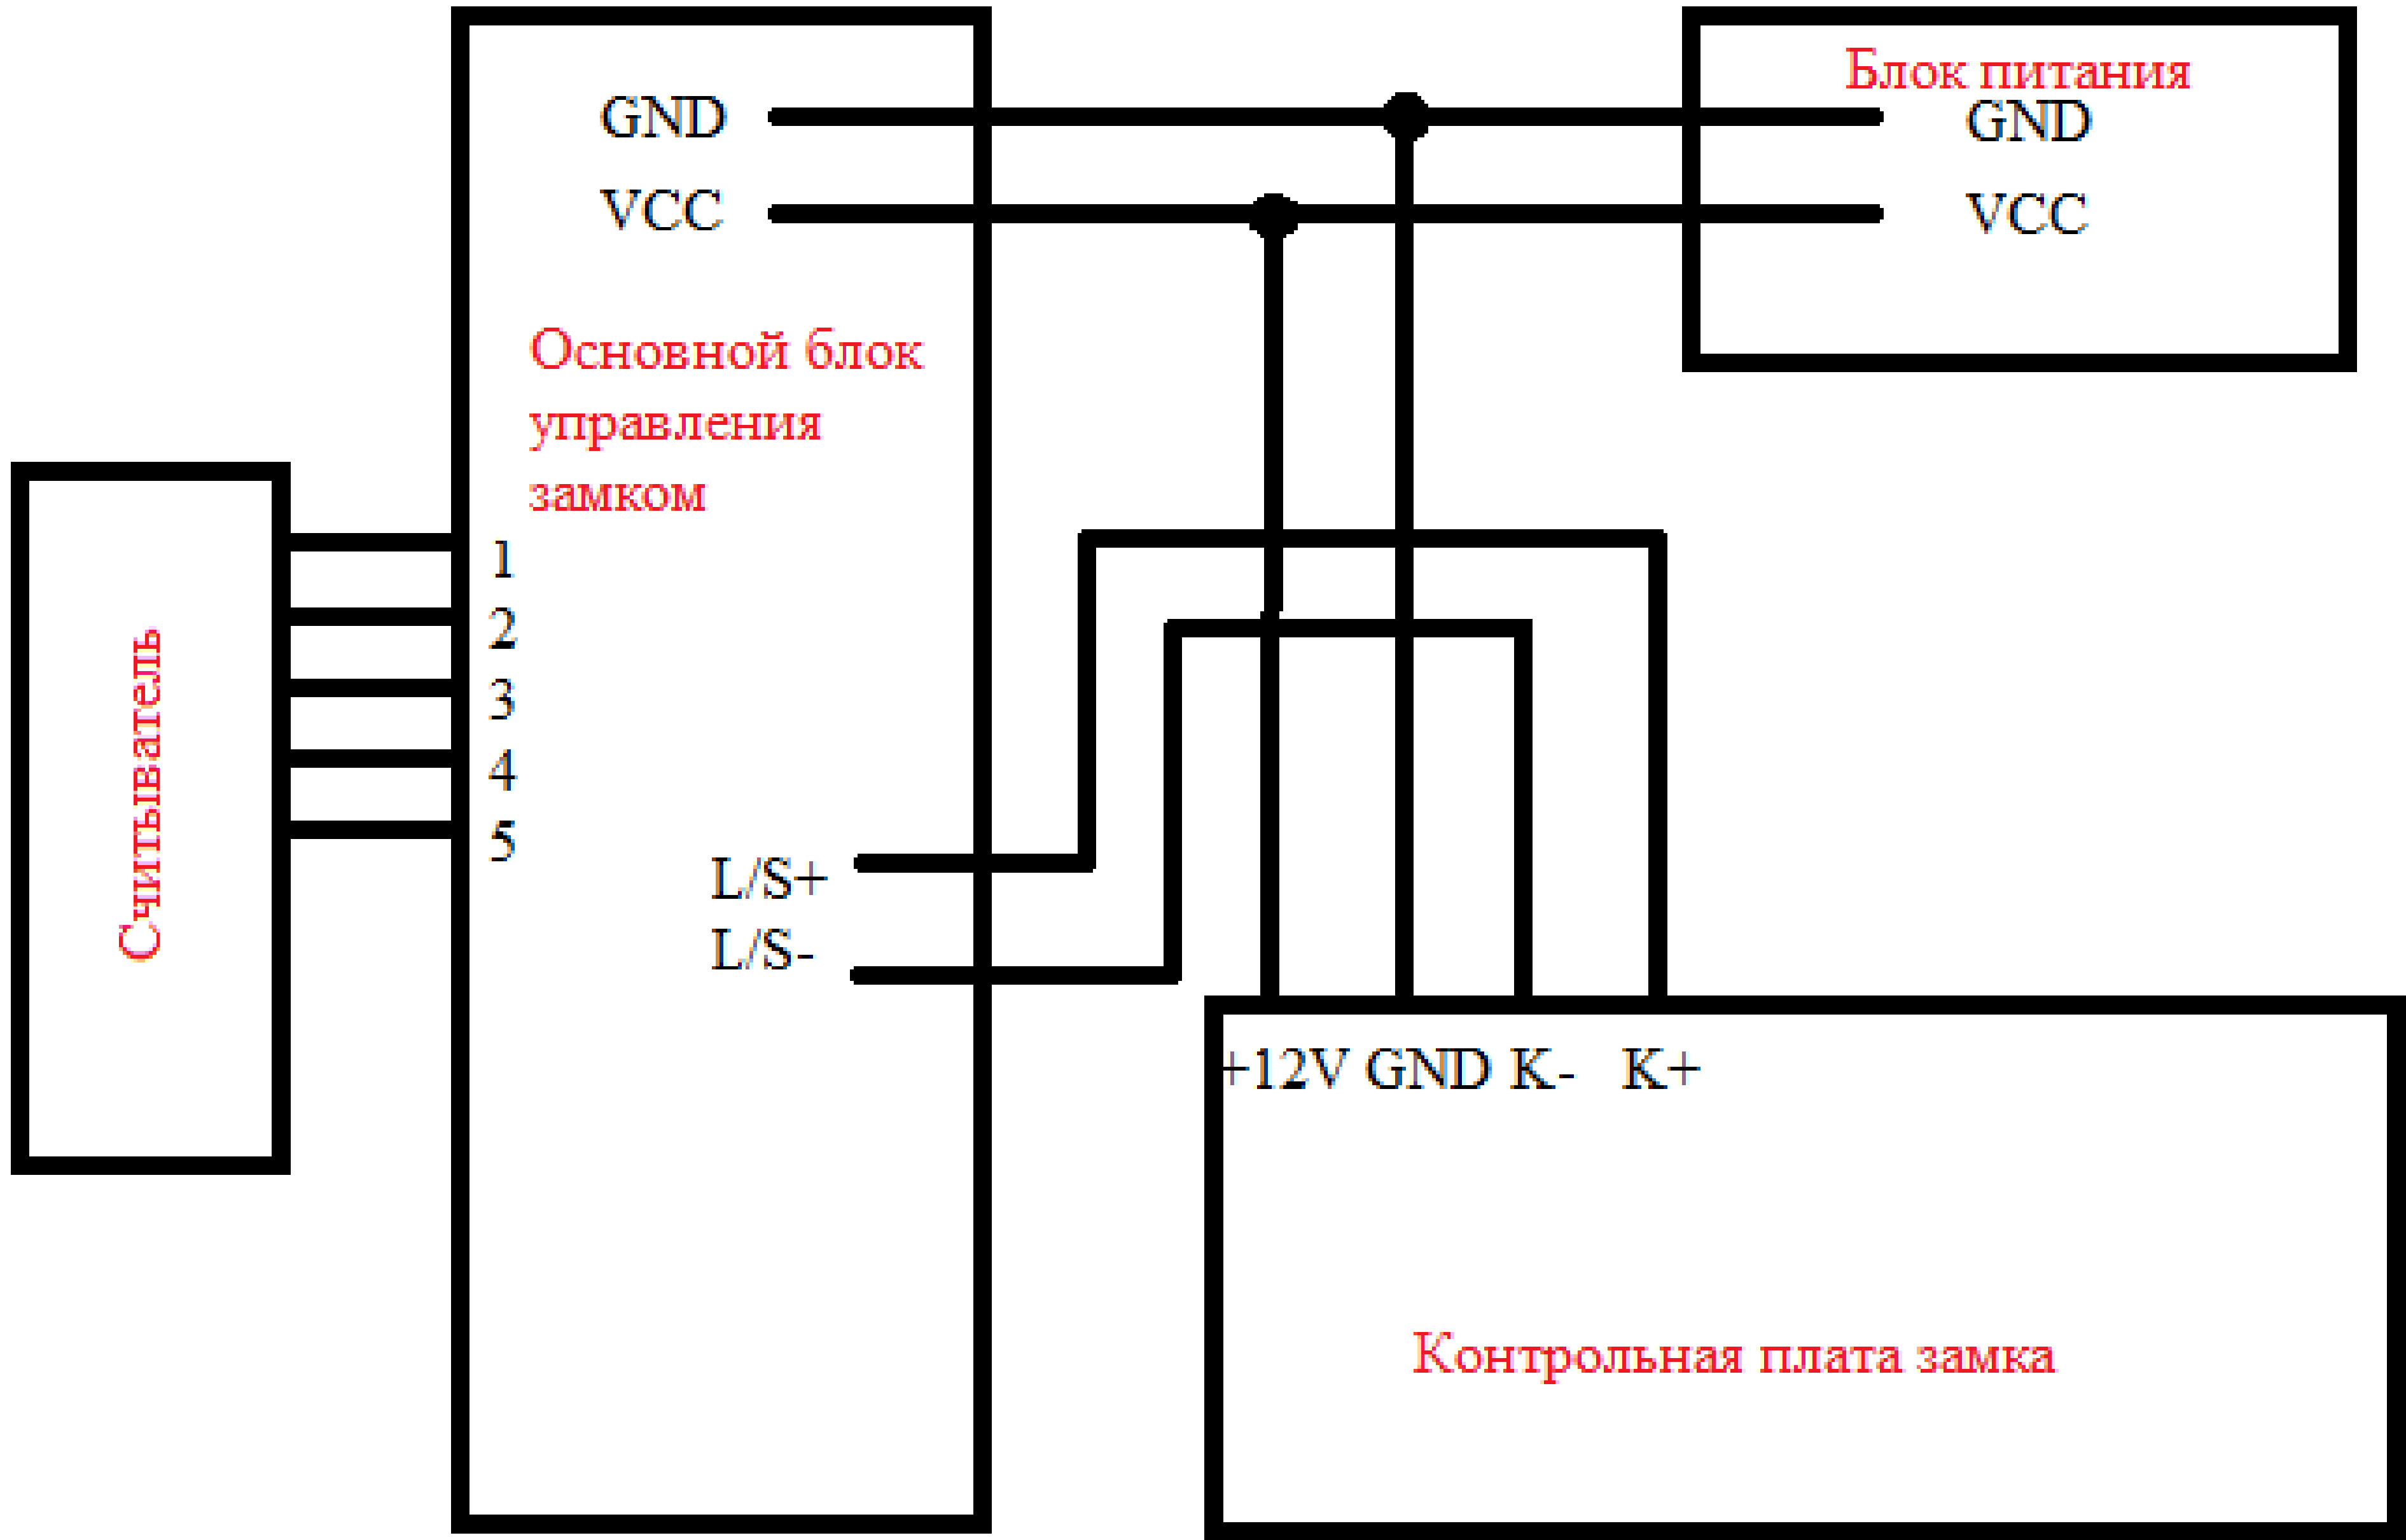 Блок питания
GND
GND
VCC
VCC
Основной блок
управления
замком
1
2
3
4
5
Считыватель
L/S+
L/S-
+12V GND K- K+
Контрольная плата замка